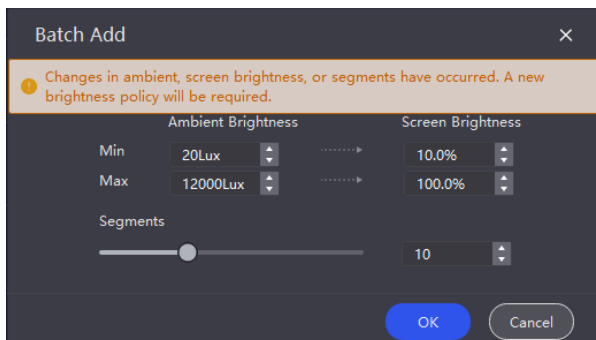 Batch Add
Changes in ambient, screen brightness, or segments have occurred. A new
brightness policy will be required.
Ambient Brightness Screen Brightness
Min 20Lux 10.0%
Max 12000Lux 100.0%
Segments
10
OK Cancel